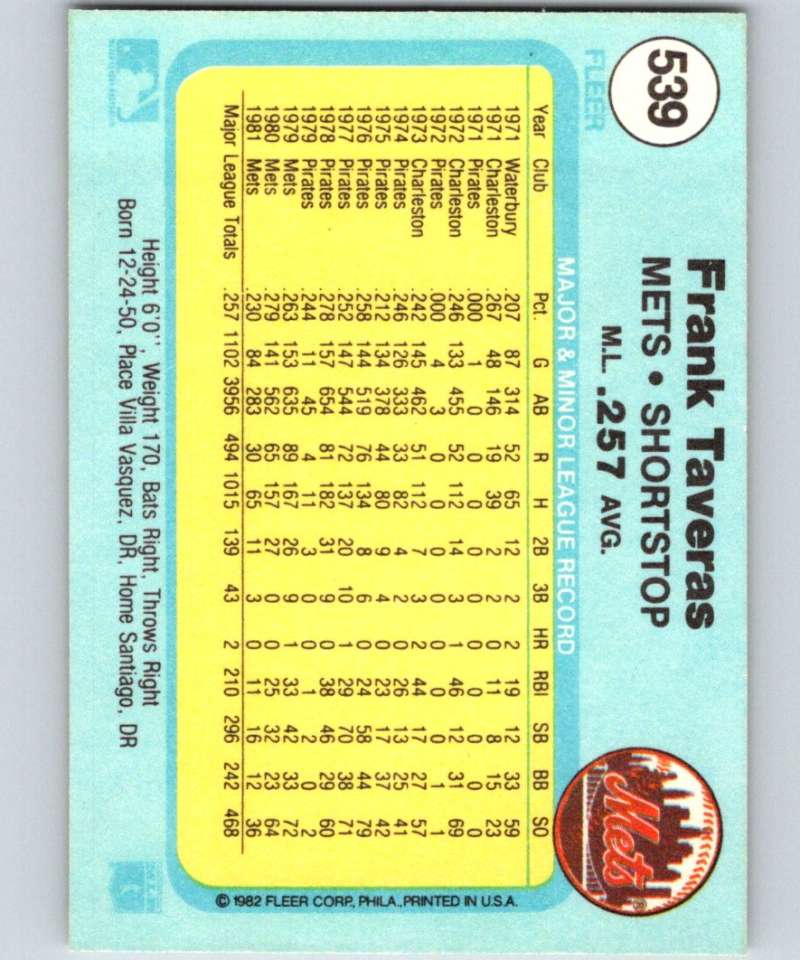 539
FLEER
Frank Taveras
METS • SHORTSTOP
M.L. .257 AVG.
Mets
MAJOR & MINOR LEAGUE RECORD
Year Club Pct. G AB R H 2B 3B HR RBI SB BB SO
1971 Waterbury .207 87 314 52 65 12 2 2 19 12 33 59
1971 Charleston .267 48 146 19 39 2 2 0 11 8 15 23
1971 Pirates .000 1 0 0 0 0 0 0 0 0 0 0
1972 Charleston .246 133 455 52 112 14 3 1 46 12 31 69
1972 Pirates .000 4 3 0 0 0 0 0 0 0 1 1
1973 Charleston .242 145 462 51 112 7 3 2 44 17 27 57
1974 Pirates .246 126 333 33 82 4 2 0 26 13 25 41
1975 Pirates .212 134 378 44 80 9 4 0 23 17 37 42
1976 Pirates .258 144 519 76 134 8 6 0 24 58 44 79
1977 Pirates .252 147 544 72 137 20 10 1 29 70 38 71
1978 Pirates .278 157 654 81 182 31 9 0 38 46 29 60
1979 Pirates .244 11 45 4 11 3 0 0 1 2 0 2
1979 Mets .263 153 635 89 167 26 9 1 33 42 33 72
1980 Mets .279 141 562 65 157 27 0 0 25 32 23 64
1981 Mets .230 84 283 30 65 11 3 0 11 16 12 36
Major League Totals .257 1102 3956 494 1015 139 43 2 210 296 242 468
© 1982 FLEER CORP., PHILA., PRINTED IN U.S.A.
Height 6'0", Weight 170, Bats Right, Throws Right
Born 12-24-50, Place Villa Vasquez, DR, Home Santiago, DR